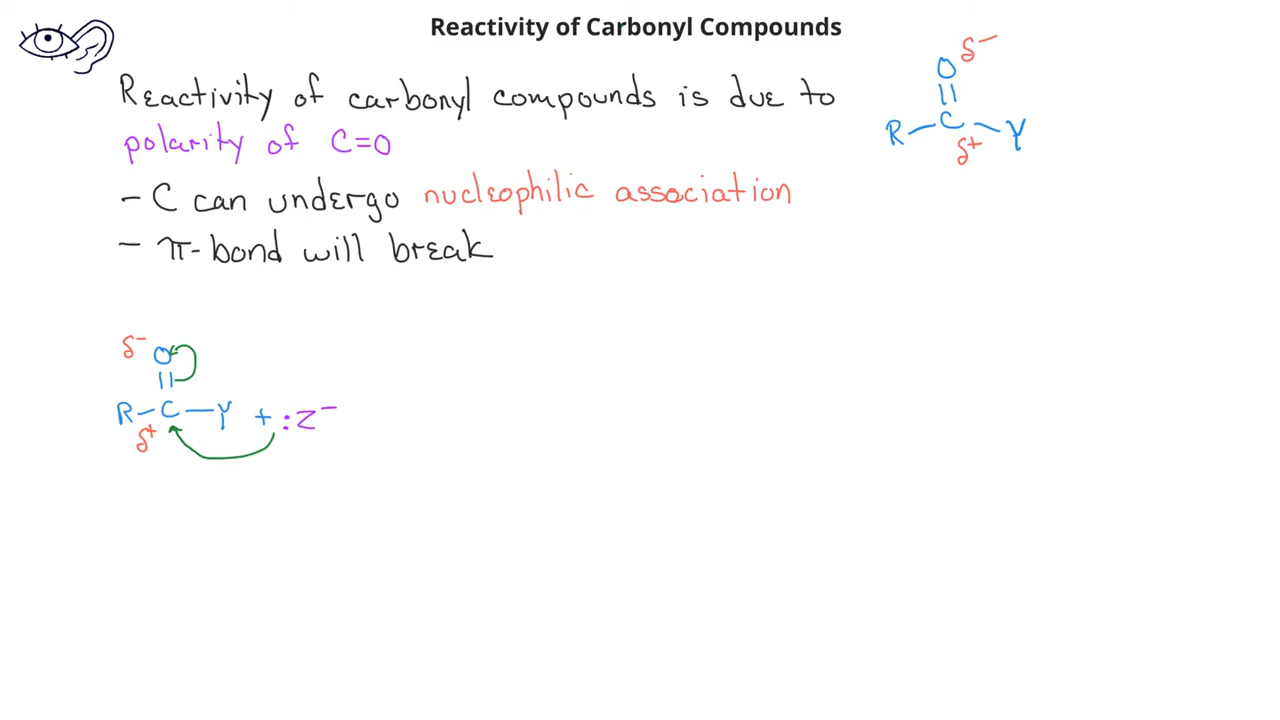 Reactivity of Carbonyl Compounds
Reactivity of carbonyl compounds is due to
polarity of C=O
- C can undergo nucleophilic association
- π-bond will break
O δ-
||
R-C-Y
δ+
δ- O
||
R-C-Y + :Z-
δ+